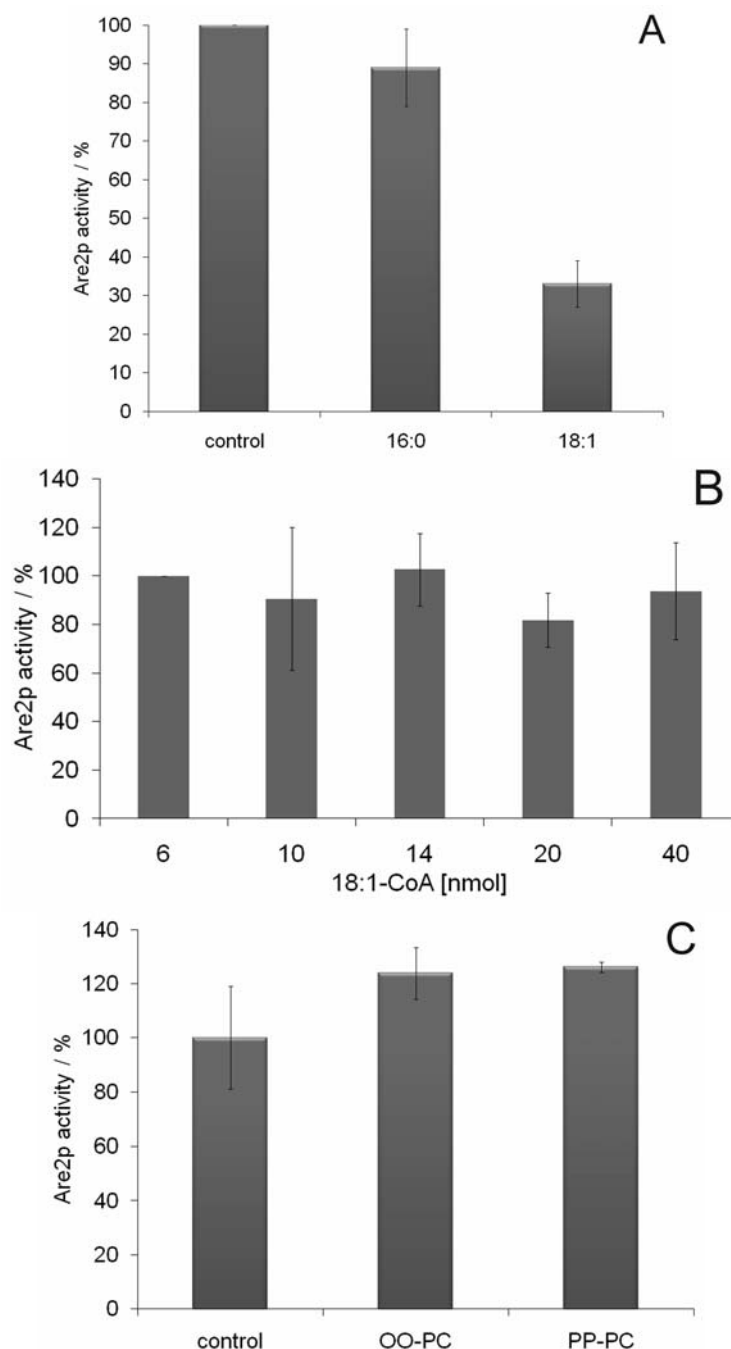 A
Are2p activity / %
100
90
80
70
60
50
40
30
20
10
0
control 16:0 18:1
B
Are2p activity / %
140
120
100
80
60
40
20
0
6 10 14 20 40
18:1-CoA [nmol]
C
Are2p activity / %
140
120
100
80
60
40
20
0
control OO-PC PP-PC